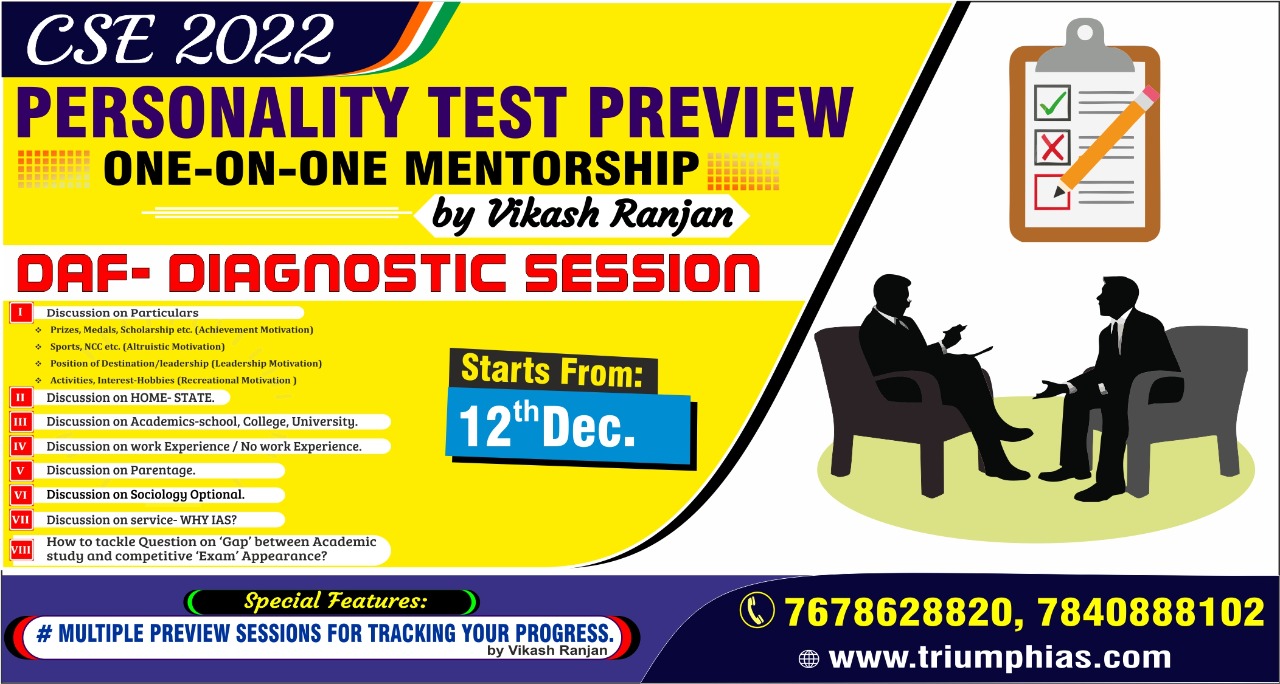 CSE 2022
PERSONALITY TEST PREVIEW
ONE-ON-ONE MENTORSHIP
by Vikash Ranjan
DAF- DIAGNOSTIC SESSION
I Discussion on Particulars
❖ Prizes, Medals, Scholarship etc. (Achievement Motivation)
❖ Sports, NCC etc. (Altruistic Motivation)
❖ Position of Destination/leadership (Leadership Motivation)
❖ Activities, Interest-Hobbies (Recreational Motivation )
II Discussion on HOME- STATE.
III Discussion on Academics-school, College, University.
IV Discussion on work Experience / No work Experience.
V Discussion on Parentage.
VI Discussion on Sociology Optional.
VII Discussion on service- WHY IAS?
VIII How to tackle Question on ‘Gap’ between Academic
study and competitive ‘Exam’ Appearance?
Starts From:
12th Dec.
Special Features:
# MULTIPLE PREVIEW SESSIONS FOR TRACKING YOUR PROGRESS.
by Vikash Ranjan
7678628820, 7840888102
www.triumphias.com